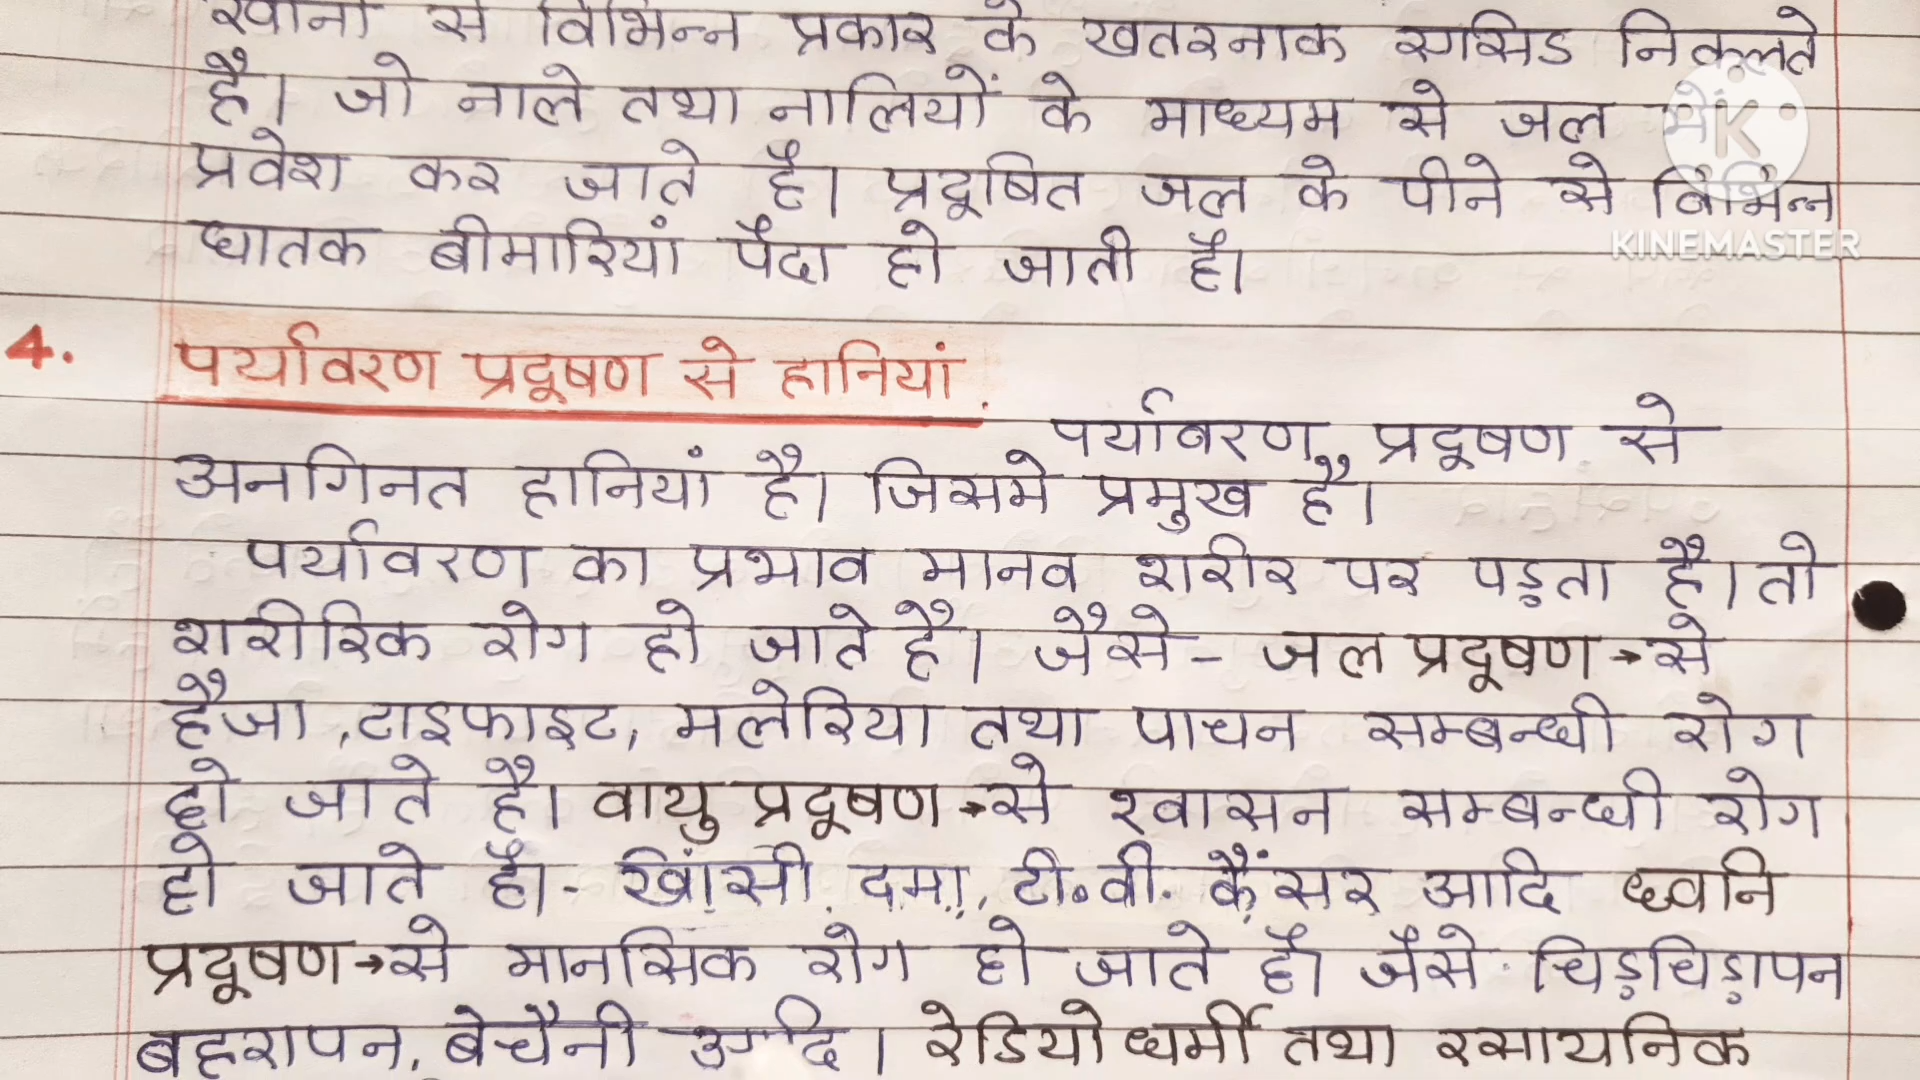 खानों से विभिन्न प्रकार के खतरनाक एसिड निकलते
है। जो नाले तथा नालियों के माध्यम से जल में
प्रवेश कर जाते है। प्रदूषित जल के पीने से विभिन्न
घातक बीमारियां पैदा हो जाती है।
KINEMASTER
4. पर्यावरण प्रदूषण से हानियां.
पर्यावरण प्रदूषण से
अनगिनत हानियां है। जिसमे प्रमुख है।
पर्यावरण का प्रभाव मानव शरीर पर पड़ता है। तो
शरीरिक रोग हो जाते है। जैसे- जल प्रदूषण → से
हैजा, टाइफाइट, मलेरिया तथा पाचन सम्बन्धी रोग
हो जाते है। वायु प्रदूषण → से श्वासन सम्बन्धी रोग
हो जाते है।- खांसी, दमा, टी.वी. कैंसर आदि ध्वनि
प्रदूषण → से मानसिक रोग हो जाते है। जैसे- चिड़चिड़ापन
बहरापन, बेचैनी आदि। रेडियो धर्मी तथा रसायनिक